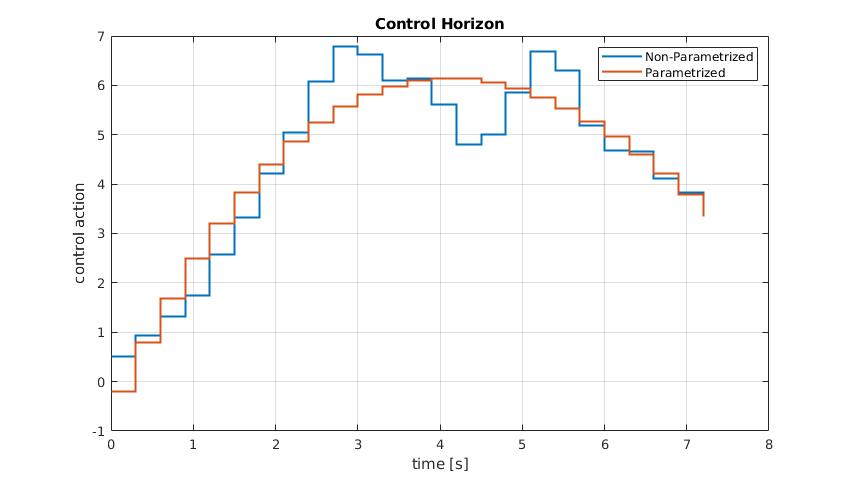 Control Horizon
Non-Parametrized
Parametrized
control action
7
6
5
4
3
2
1
0
-1
0 1 2 3 4 5 6 7 8
time [s]